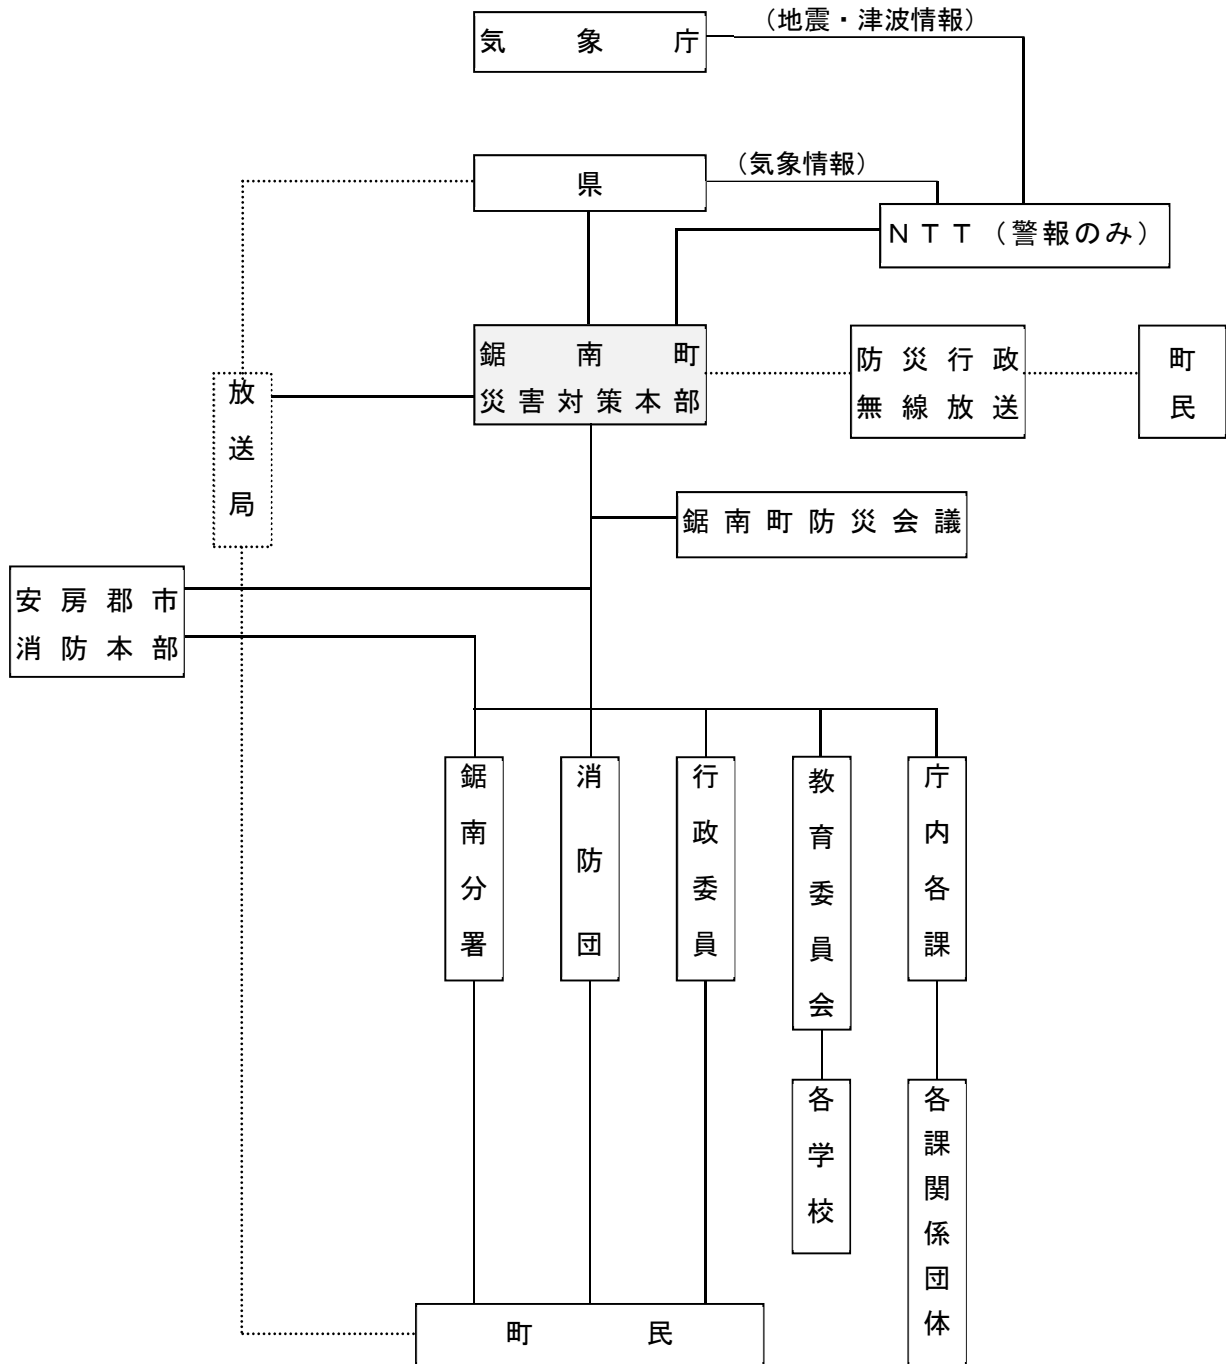 （地震・津波情報）
気象庁
（気象情報）
県
ＮＴＴ（警報のみ）
鋸南町
災害対策本部
防災行政
無線放送
町民
放送局
鋸南町防災会議
安房郡市
消防本部
鋸南分署
消防団
行政委員
教育委員会
庁内各課
各学校
各課関係団体
町民